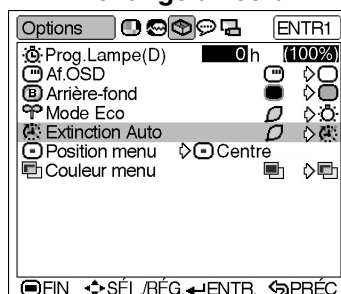 Options ENTR1
Prog.Lampe(D) 0 h (100%)
Af.OSD
B Arrière-fond
Mode Eco
Extinction Auto
Position menu Centre
Couleur menu
FIN SÉL./RÉG. ENTR. PRÉC